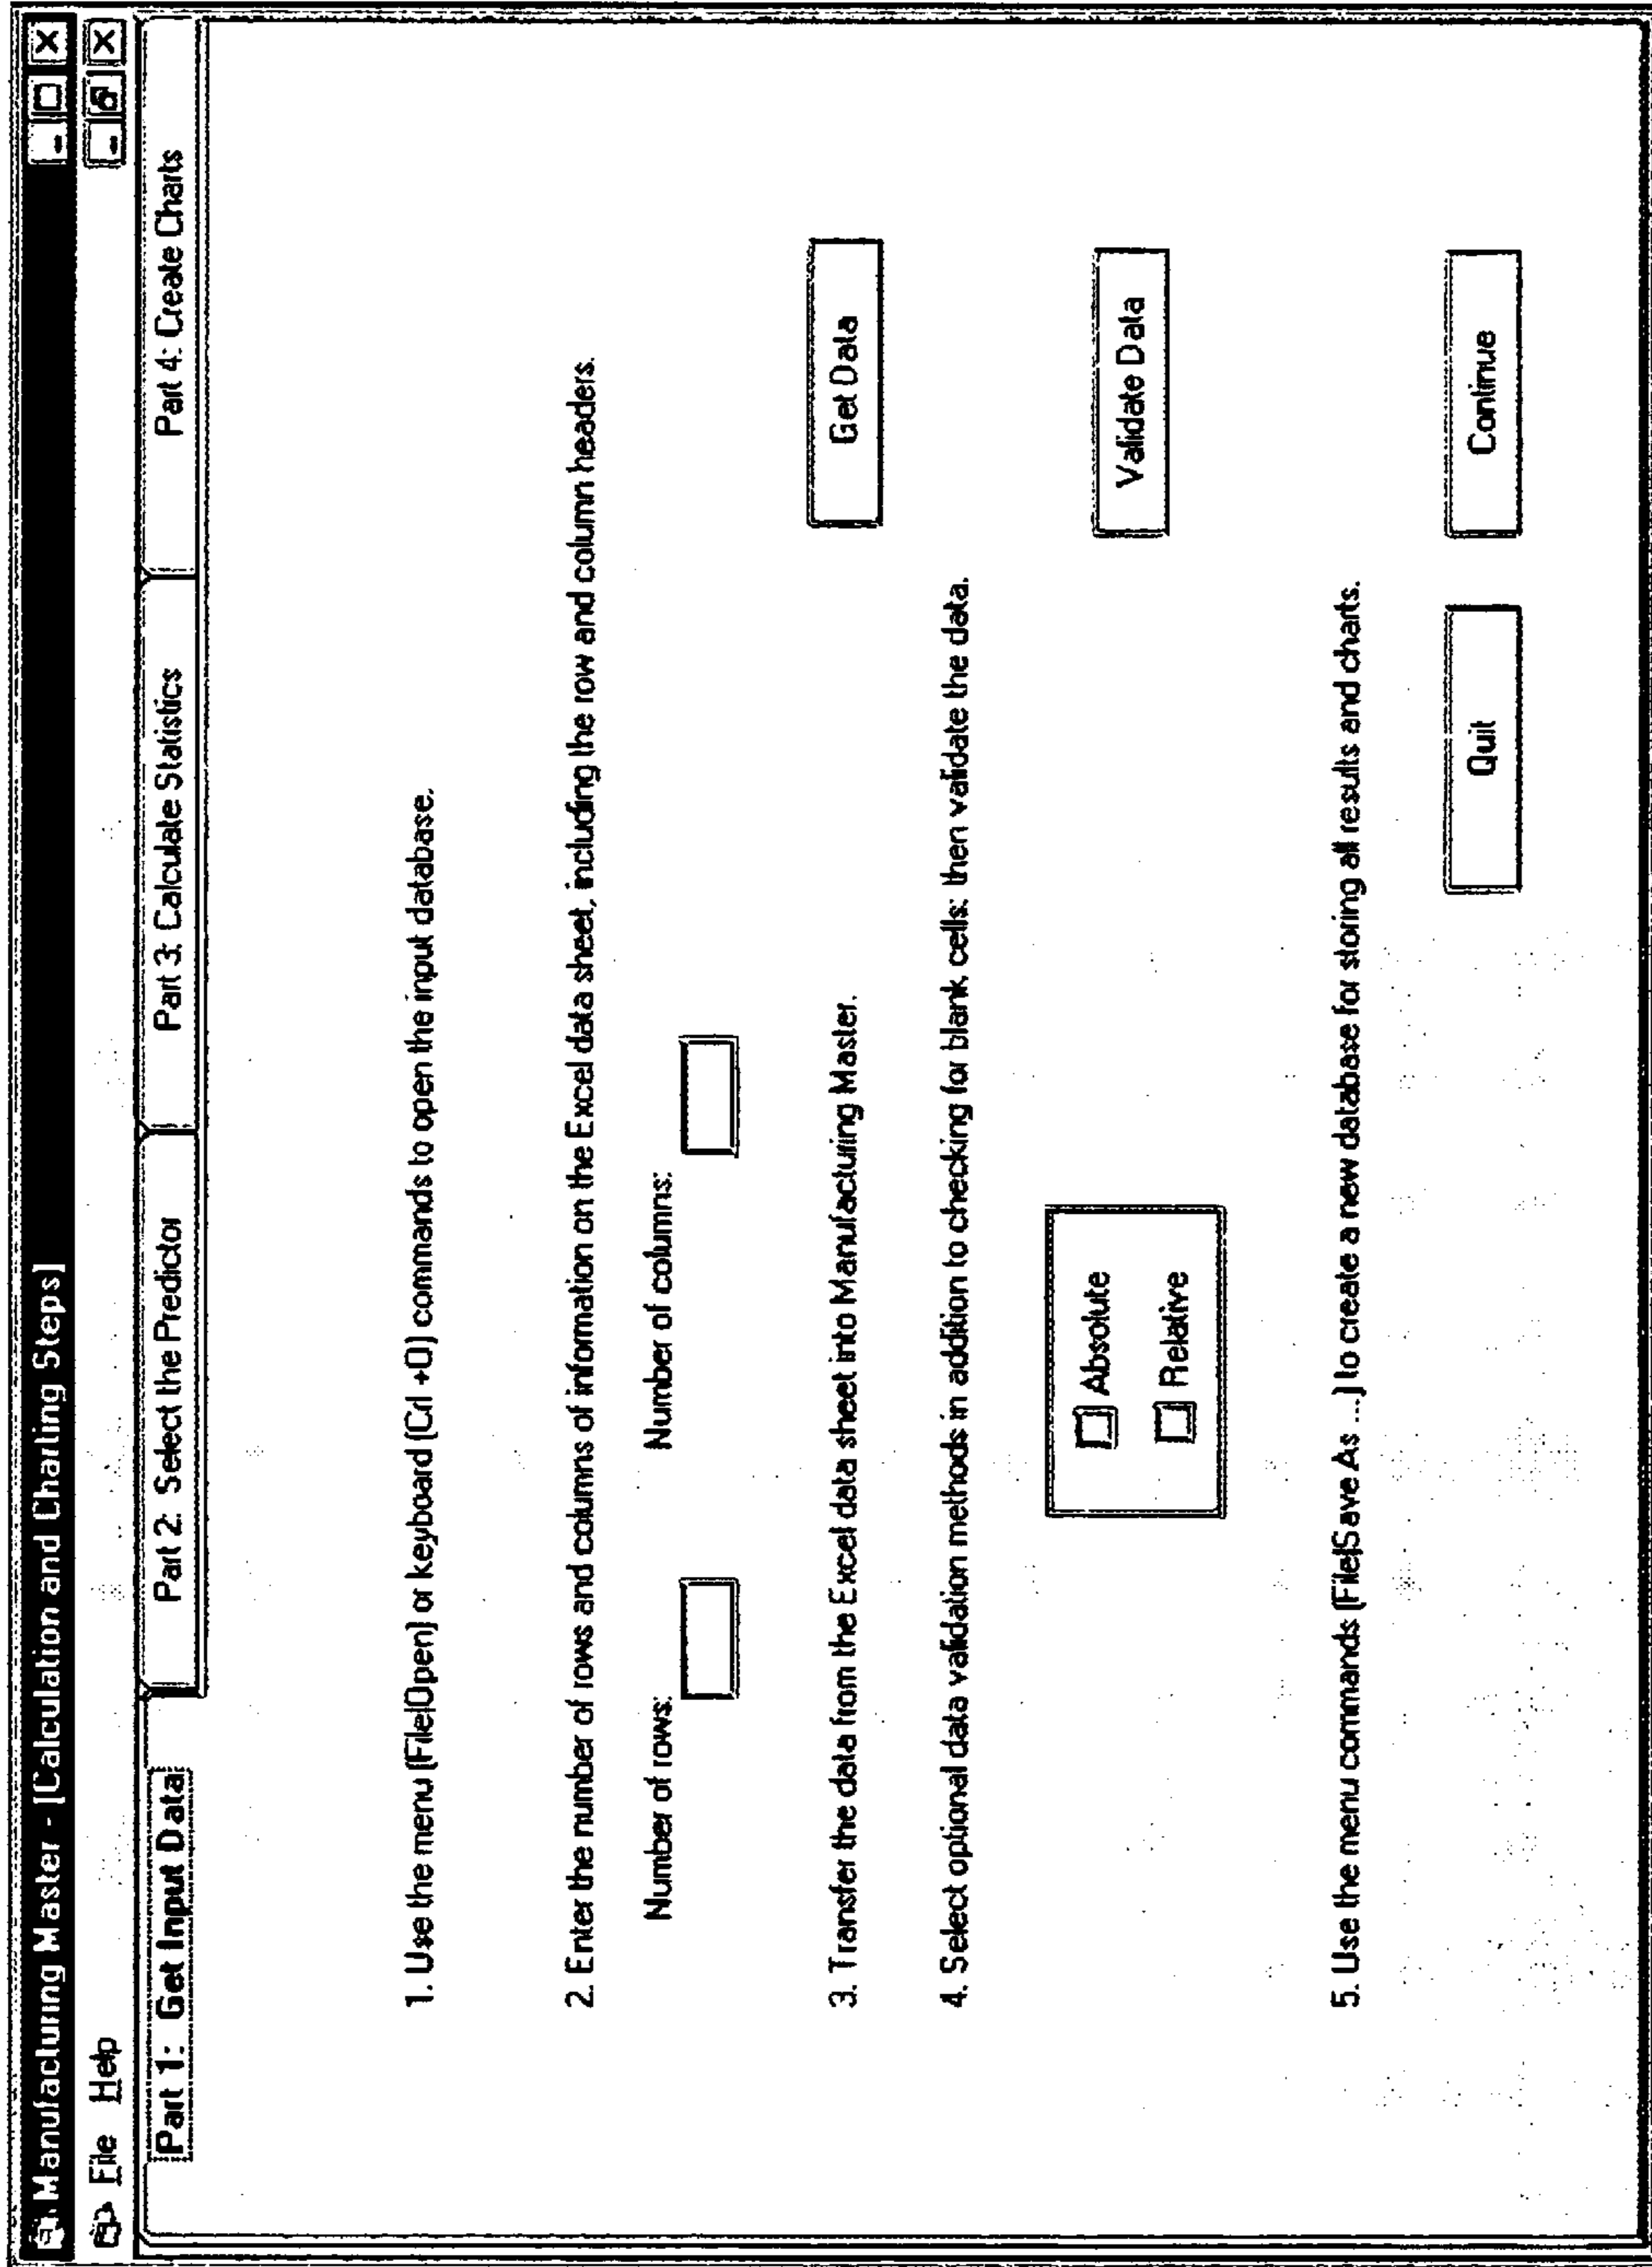 Manufacturing Master - [Calculation and Charting Steps]
File Help
Part 1: Get Input Data
Part 2: Select the Predictor
Part 3: Calculate Statistics
Part 4: Create Charts
1. Use the menu (File|Open) or keyboard (Crl +O) commands to open the input database.
2. Enter the number of rows and columns of information on the Excel data sheet, including the row and column headers.
Number of rows:
Number of columns:
3. Transfer the data from the Excel data sheet into Manufacturing Master.
Get Data
4. Select optional data validation methods in addition to checking for blank cells: then validate the data.
Absolute
Relative
Validate Data
5. Use the menu commands (File|Save As ...) to create a new database for storing all results and charts.
Quit
Continue